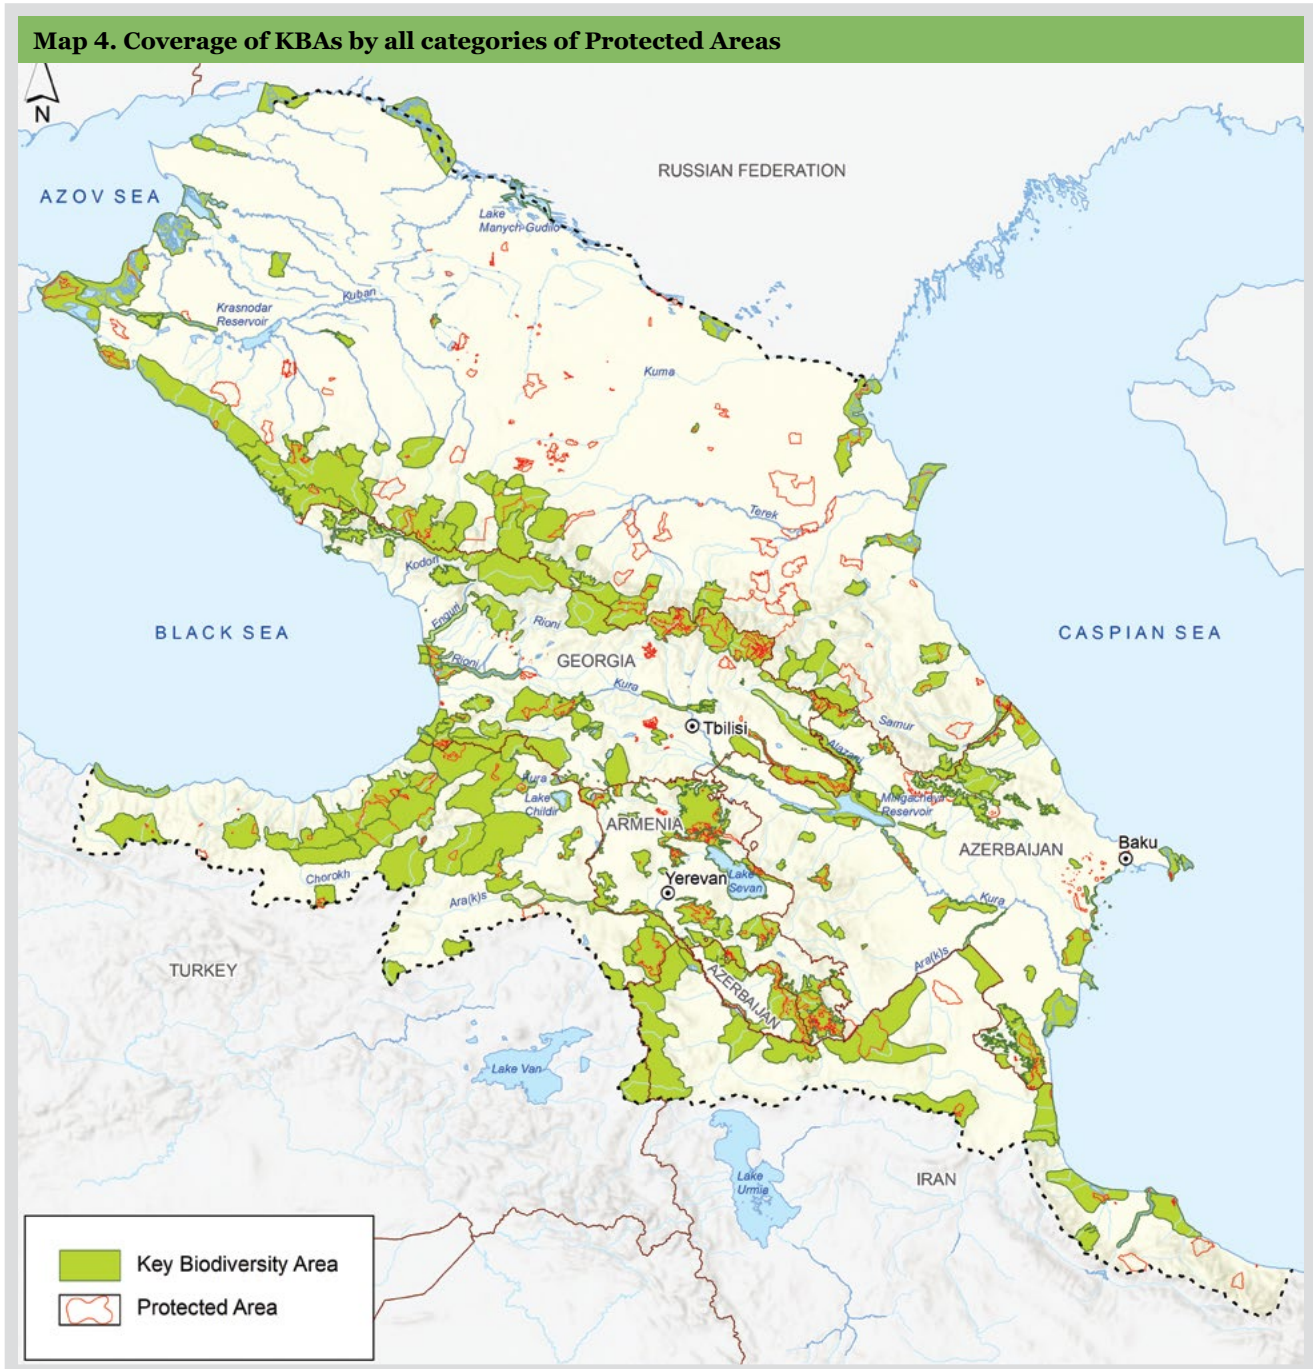 Map 4. Coverage of KBAs by all categories of Protected Areas
N
RUSSIAN FEDERATION
AZOV SEA
Lake
Manych-Gudilo
Kuban
Krasnodar
Reservoir
Kuma
Terek
Kodori
Enguri
Rioni
BLACK SEA
CASPIAN SEA
Rioni
GEORGIA
Kura
Tbilisi
Samur
Alazani
Kura
Lake
Childir
Mingachevir
Reservoir
ARMENIA
AZERBAIJAN
Baku
Chorokh
Yerevan
Lake
Sevan
Ara(k)s
Kura
Ara(k)s
TURKEY
AZERBAIJAN
Lake Van
Lake
Urmia
IRAN
Key Biodiversity Area
Protected Area